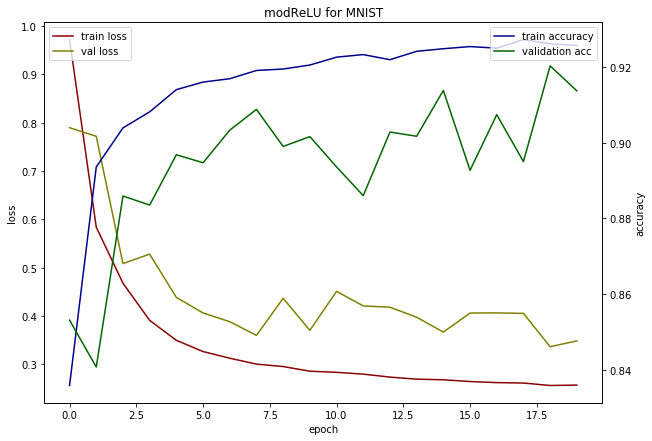 modReLU for MNIST
train loss
val loss
train accuracy
validation acc
1.0
0.9
0.8
0.7
0.6
0.5
0.4
0.3
loss
0.92
0.90
0.88
0.86
0.84
accuracy
0.0 2.5 5.0 7.5 10.0 12.5 15.0 17.5
epoch